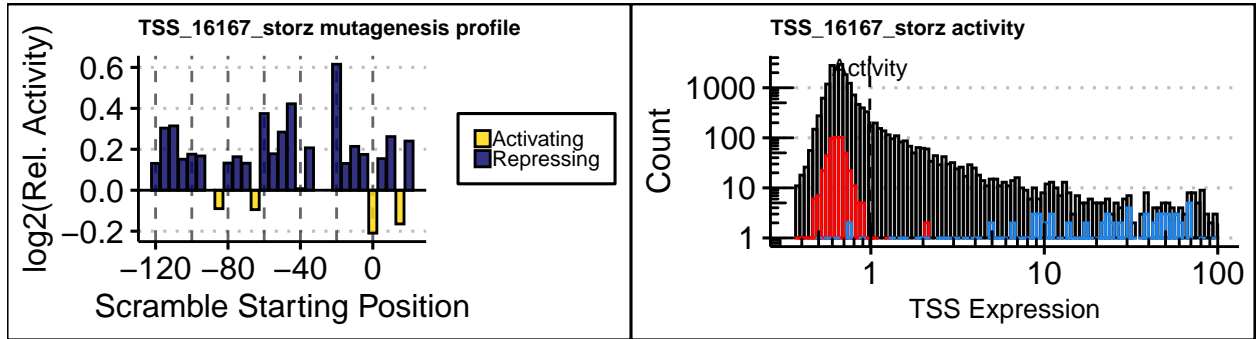 TSS_16167_storz mutagenesis profile
log2(Rel. Activity)
0.6
0.4
0.2
0.0
−0.2
−120
−80
−40
0
Scramble Starting Position
Activating
Repressing
TSS_16167_storz activity
Activity
Count
1000
100
10
1
1
10
100
TSS Expression